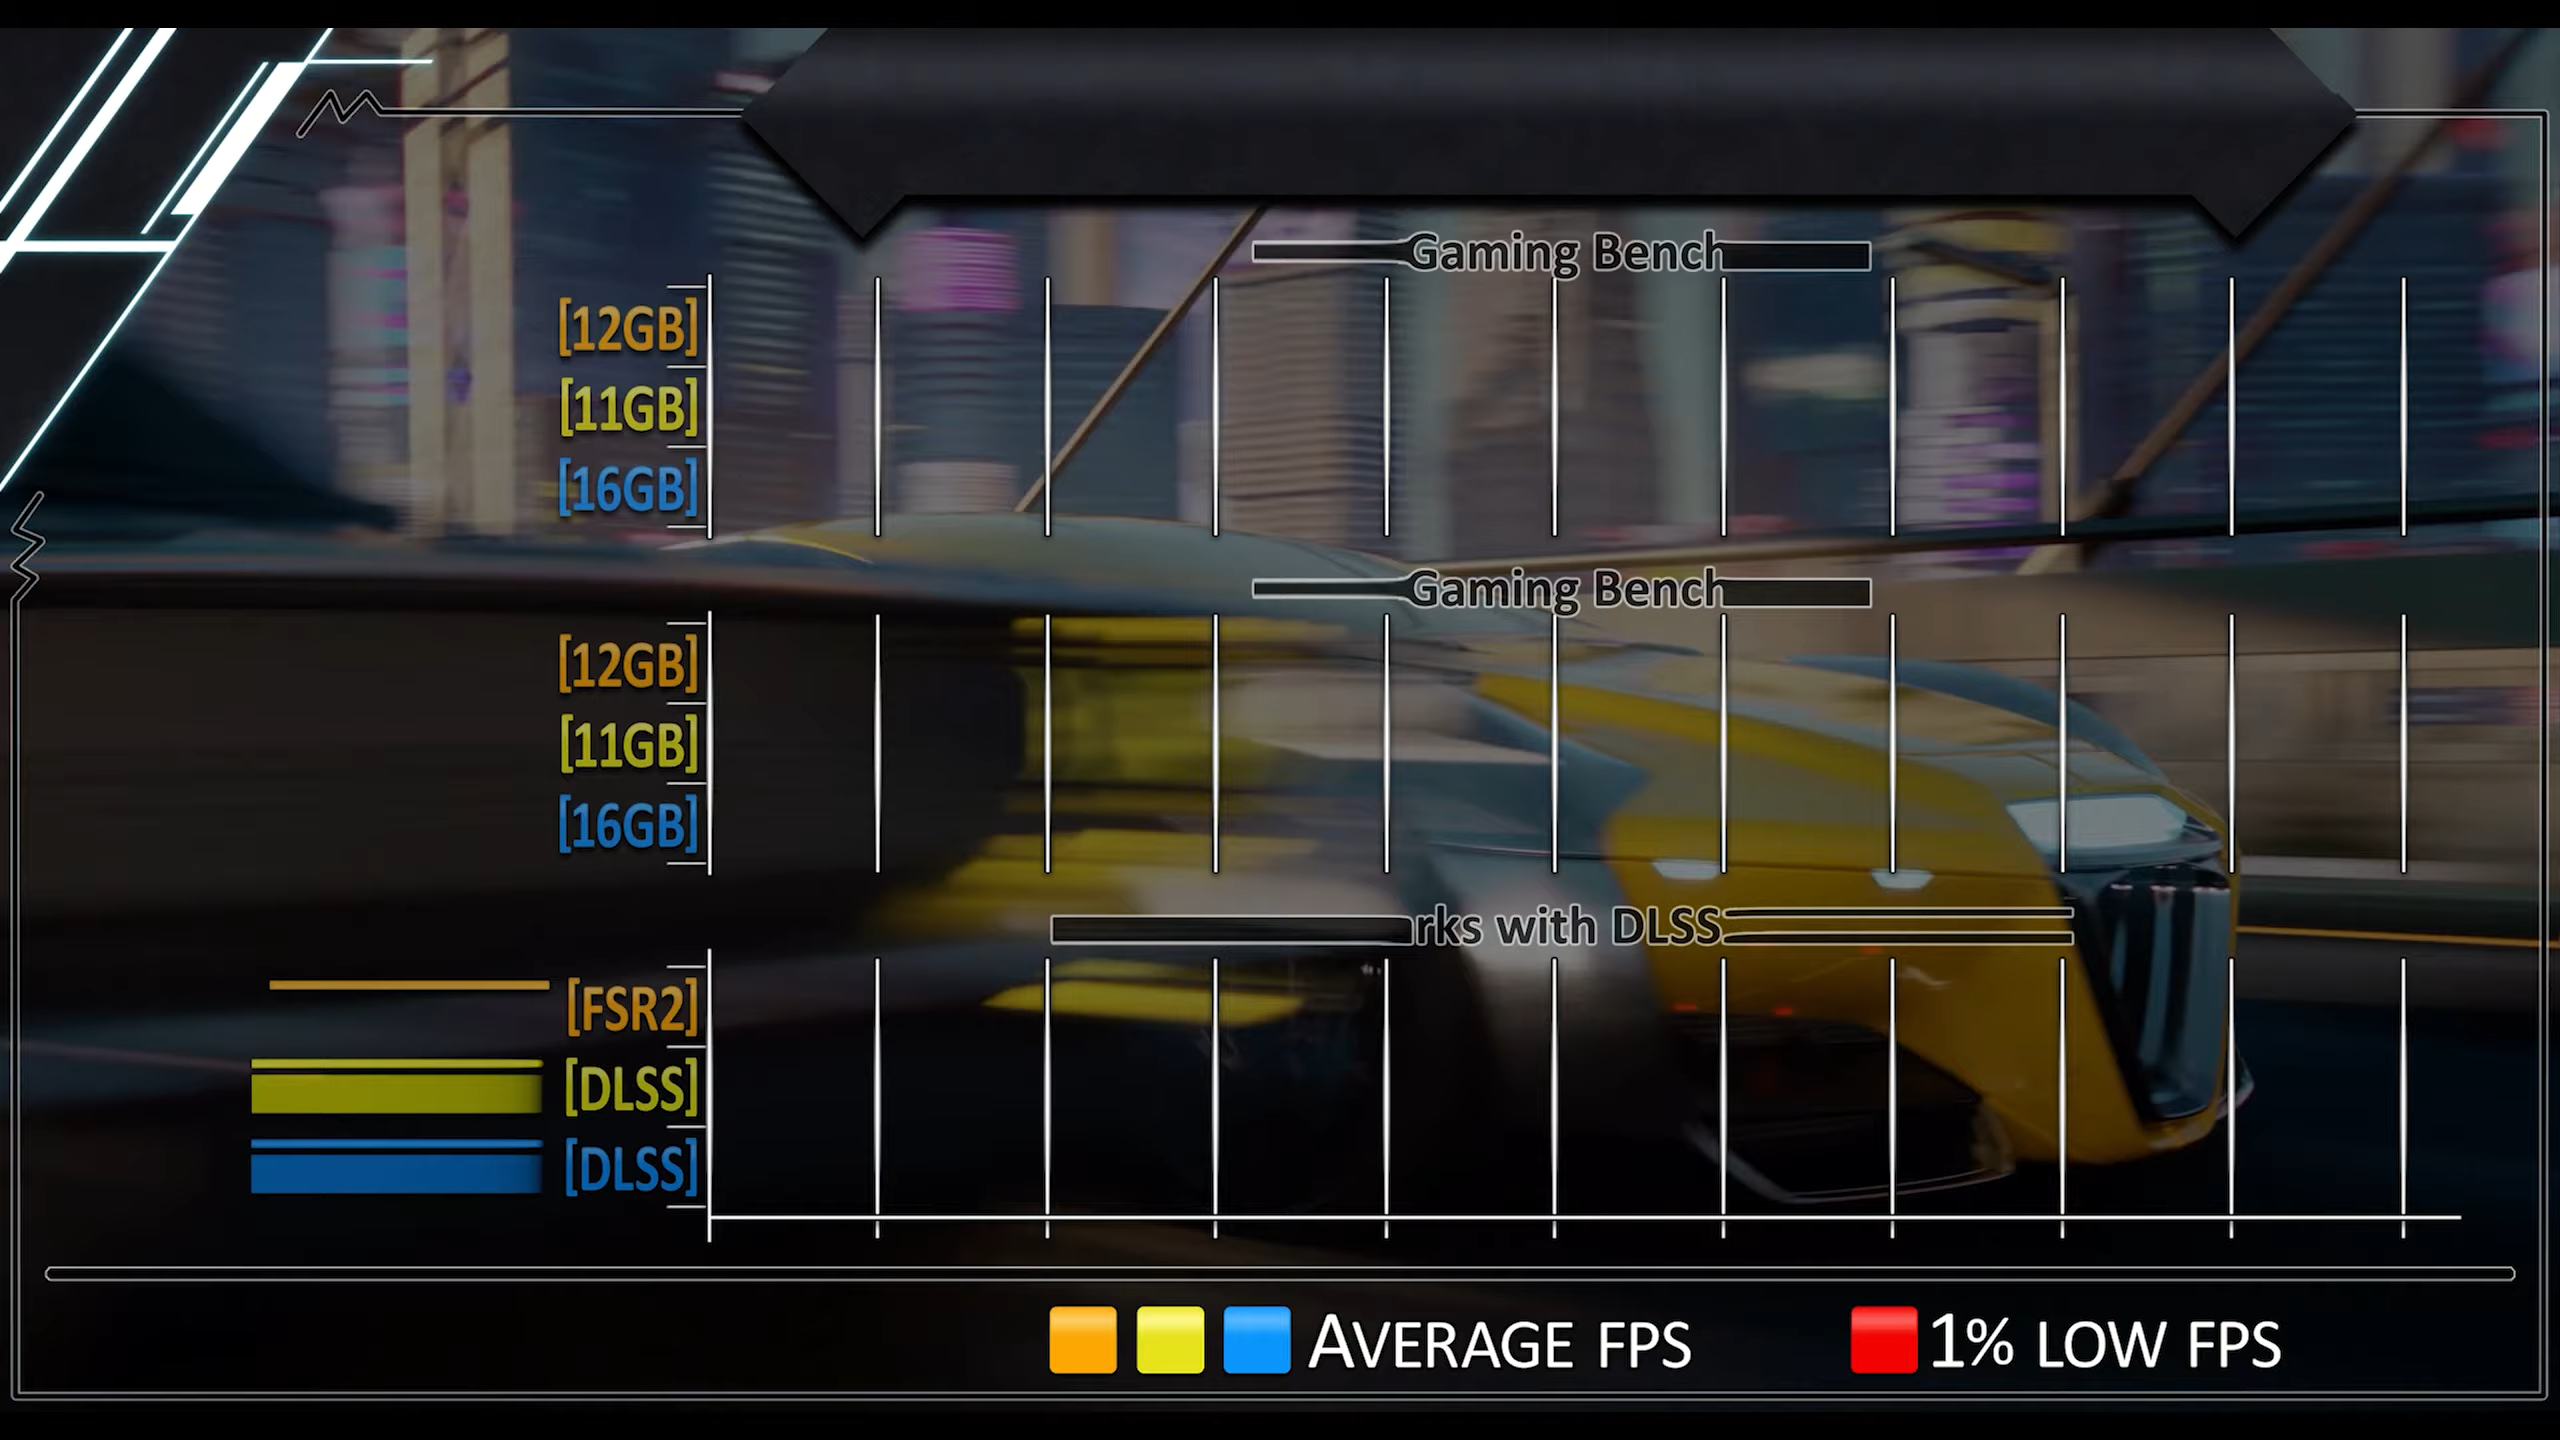 Gaming Bench
[12GB]
[11GB]
[16GB]
Gaming Bench
[12GB]
[11GB]
[16GB]
rks with DLSS
[FSR2]
[DLSS]
[DLSS]
AVERAGE FPS
1% LOW FPS